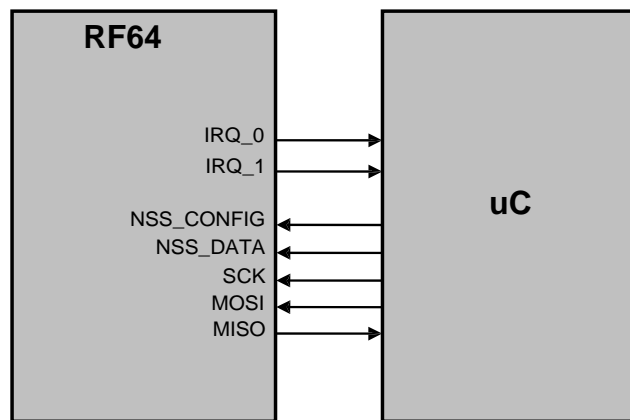 RF64
IRQ_0
IRQ_1
uC
NSS_CONFIG
NSS_DATA
SCK
MOSI
MISO